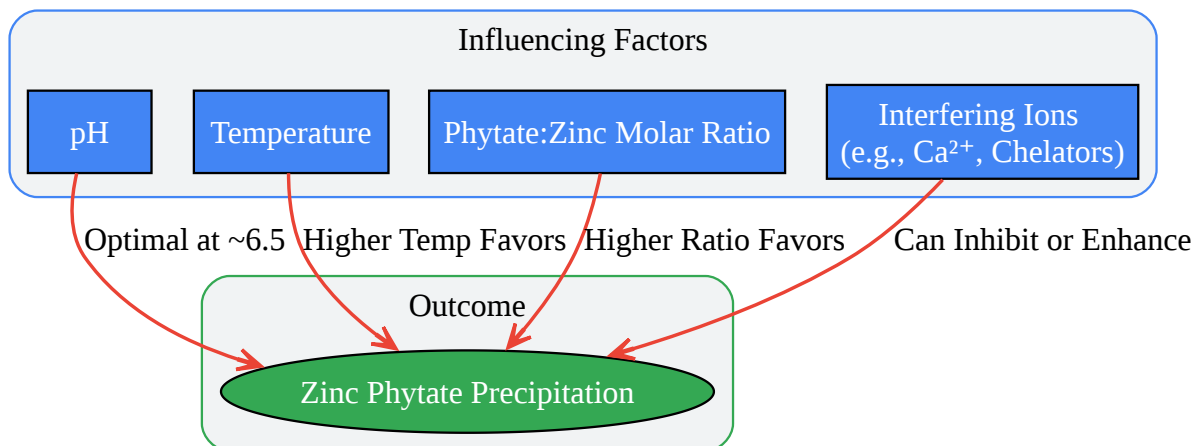 Influencing Factors
pH
Temperature
Phytate:Zinc Molar Ratio
Interfering Ions
(e.g., Ca²⁺, Chelators)
Optimal at ~6.5
Higher Temp Favors
Higher Ratio Favors
Can Inhibit or Enhance
Outcome
Zinc Phytate Precipitation